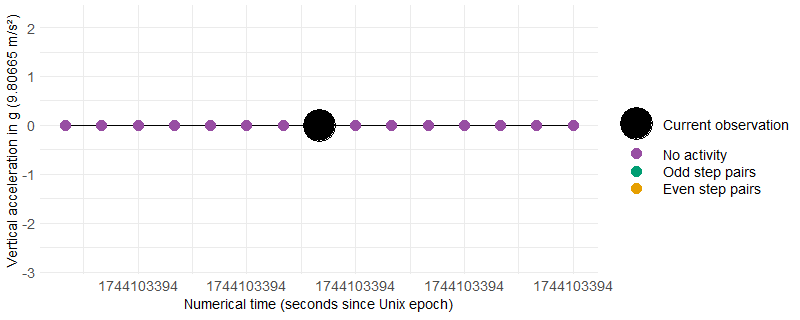 Vertical acceleration in g (9.80665 m/s²)
2
1
0
-1
-2
-3
1744103394 1744103394 1744103394 1744103394 1744103394
Numerical time (seconds since Unix epoch)
Current observation
No activity
Odd step pairs
Even step pairs